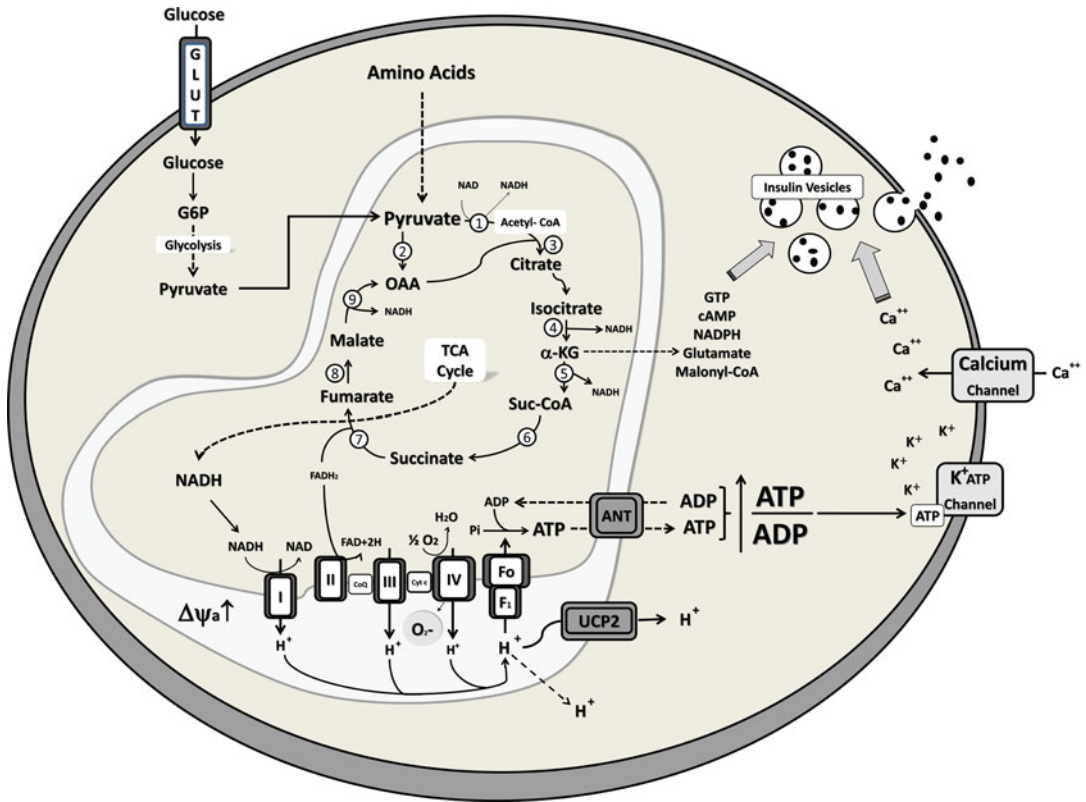 Glucose
G
L
U
T
Glucose
G6P
Glycolysis
Pyruvate
Amino Acids
NAD
NADH
Pyruvate
1
Acetyl- CoA
2
3
OAA
Citrate
9
NADH
Isocitrate
4
NADH
Malate
TCA
Cycle
α-KG
5
NADH
8
Fumarate
Suc-CoA
7
6
Succinate
NADH
FADH₂
GTP
cAMP
NADPH
Glutamate
Malonyl-CoA
Insulin Vesicles
Ca⁺⁺
Ca⁺⁺
Ca⁺⁺
Calcium
Channel
Ca⁺⁺
K⁺
K⁺
K⁺
K⁺
K⁺ATP
Channel
ATP
ADP
ANT
ADP
ATP
ADP
Pi
ATP
ATP
H₂O
½ O₂
NADH
NAD
FAD+2H
I
II
CoQ
III
Cyt c
IV
Fo
F₁
Δψa↑
O₂-
H⁺
H⁺
H⁺
H⁺
UCP2
H⁺
H⁺